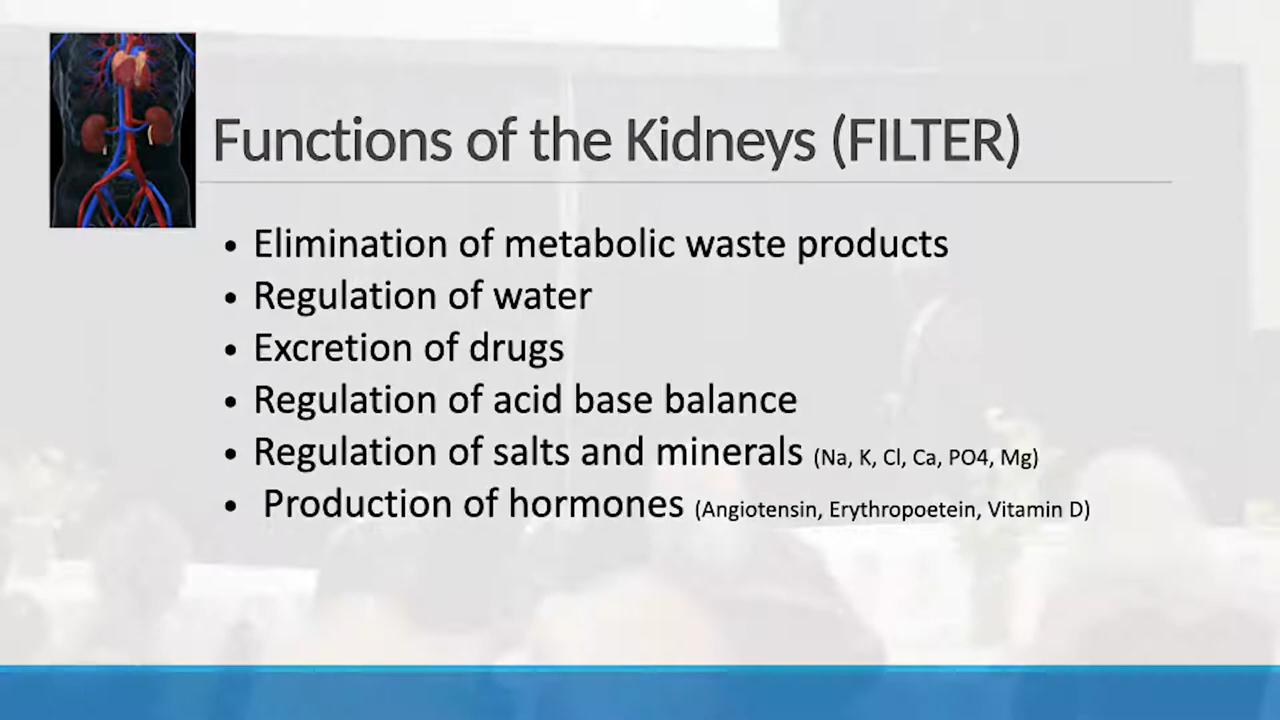 Functions of the Kidneys (FILTER)
• Elimination of metabolic waste products
• Regulation of water
• Excretion of drugs
• Regulation of acid base balance
• Regulation of salts and minerals (Na, K, Cl, Ca, PO4, Mg)
• Production of hormones (Angiotensin, Erythropoetein, Vitamin D)